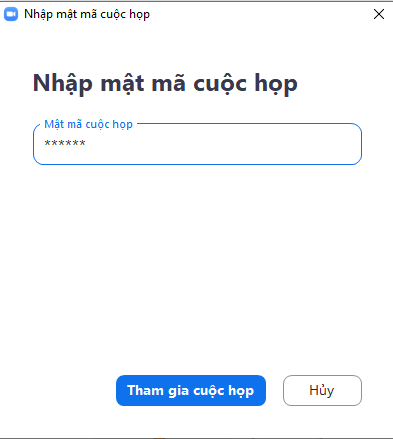 Nhập mật mã cuộc họp
Nhập mật mã cuộc họp
Mật mã cuộc họp
******
Tham gia cuộc họp
Hủy